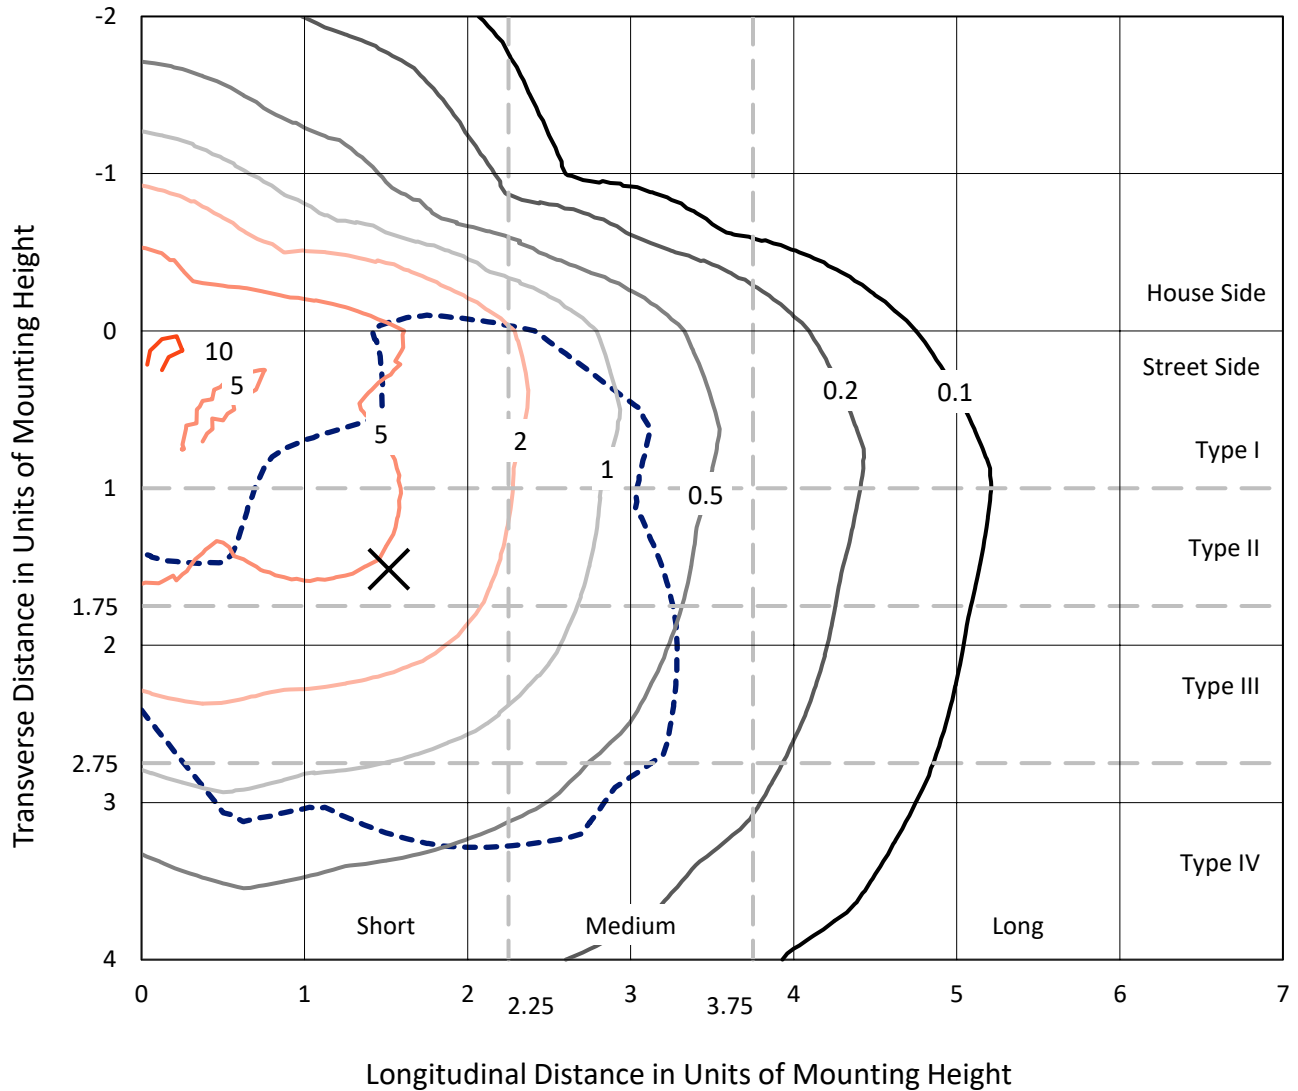 -2
-1
House Side
0
10
Street Side
5
0.2
0.1
5
2
Type I
1
0.5
1
Type II
1.75
2
Type III
2.75
3
Type IV
Short
Medium
Long
4
0
1
2
2.25
3
3.75
4
5
6
7
Transverse Distance in Units of Mounting Height
Longitudinal Distance in Units of Mounting Height